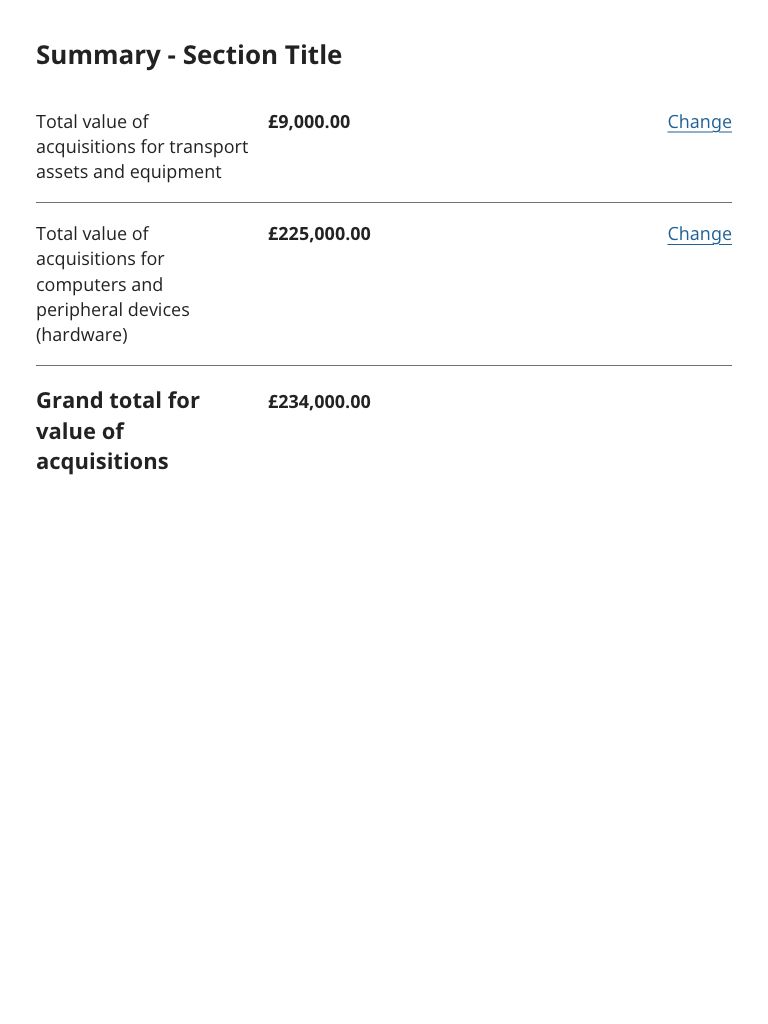 Summary - Section Title
Total value of £9,000.00 Change
acquisitions for transport
assets and equipment
Total value of £225,000.00 Change
acquisitions for
computers and
peripheral devices
(hardware)
Grand total for £234,000.00
value of
acquisitions